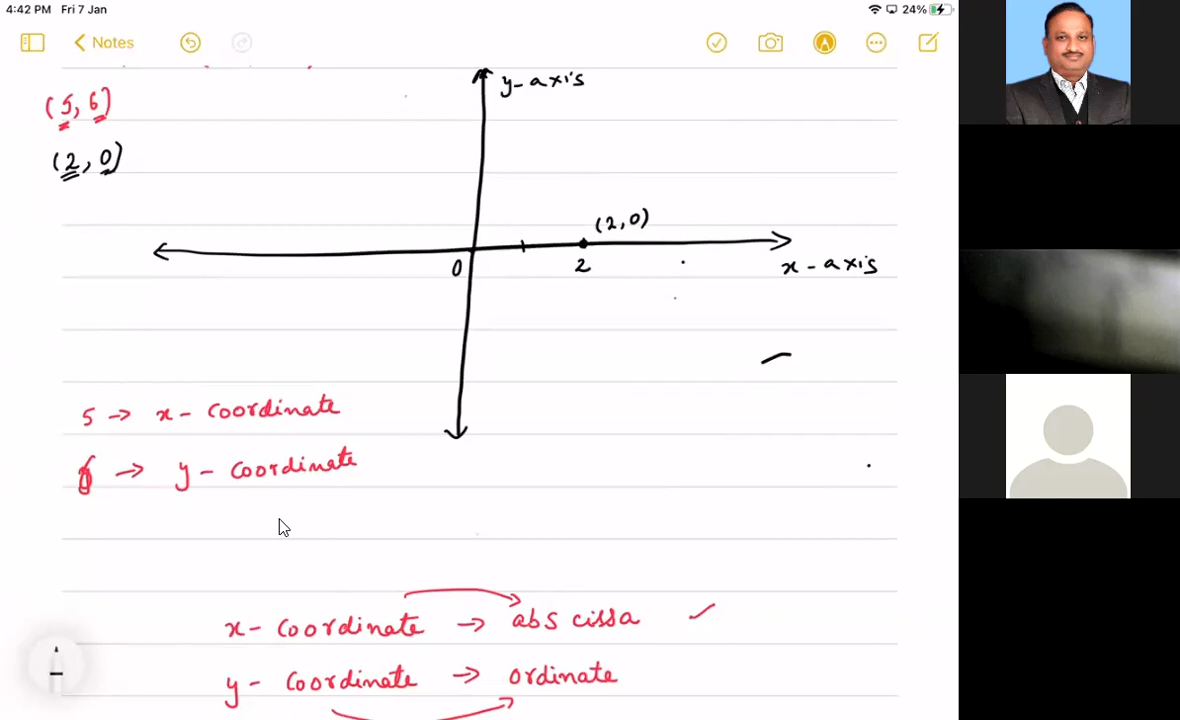 4:42 PM Fri 7 Jan
24%
Notes
y-axis
(5, 6)
(2, 0)
(2, 0)
0
2
x-axis
5 → x-coordinate
→ y-coordinate
x-coordinate → abscissa ✓
y-coordinate → ordinate